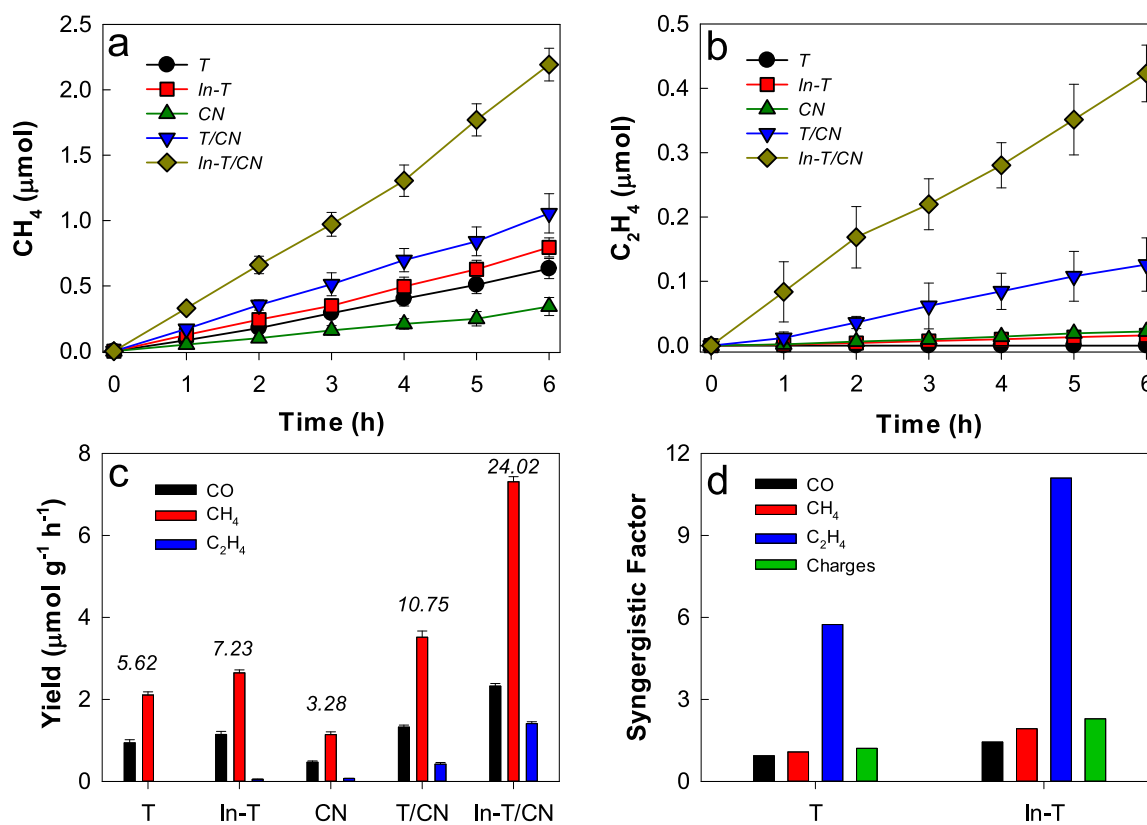 a
2.5
2.0
1.5
1.0
0.5
0.0
CH₄ (μmol)
T
In-T
CN
T/CN
In-T/CN
0 1 2 3 4 5 6
Time (h)
b
0.5
0.4
0.3
0.2
0.1
0.0
C₂H₄ (μmol)
T
In-T
CN
T/CN
In-T/CN
0 1 2 3 4 5 6
Time (h)
c
8
6
4
2
0
Yield (μmol g⁻¹ h⁻¹)
CO
CH₄
C₂H₄
5.62
7.23
3.28
10.75
24.02
T In-T CN T/CN In-T/CN
d
12
9
6
3
0
Syngergistic Factor
CO
CH₄
C₂H₄
Charges
T In-T